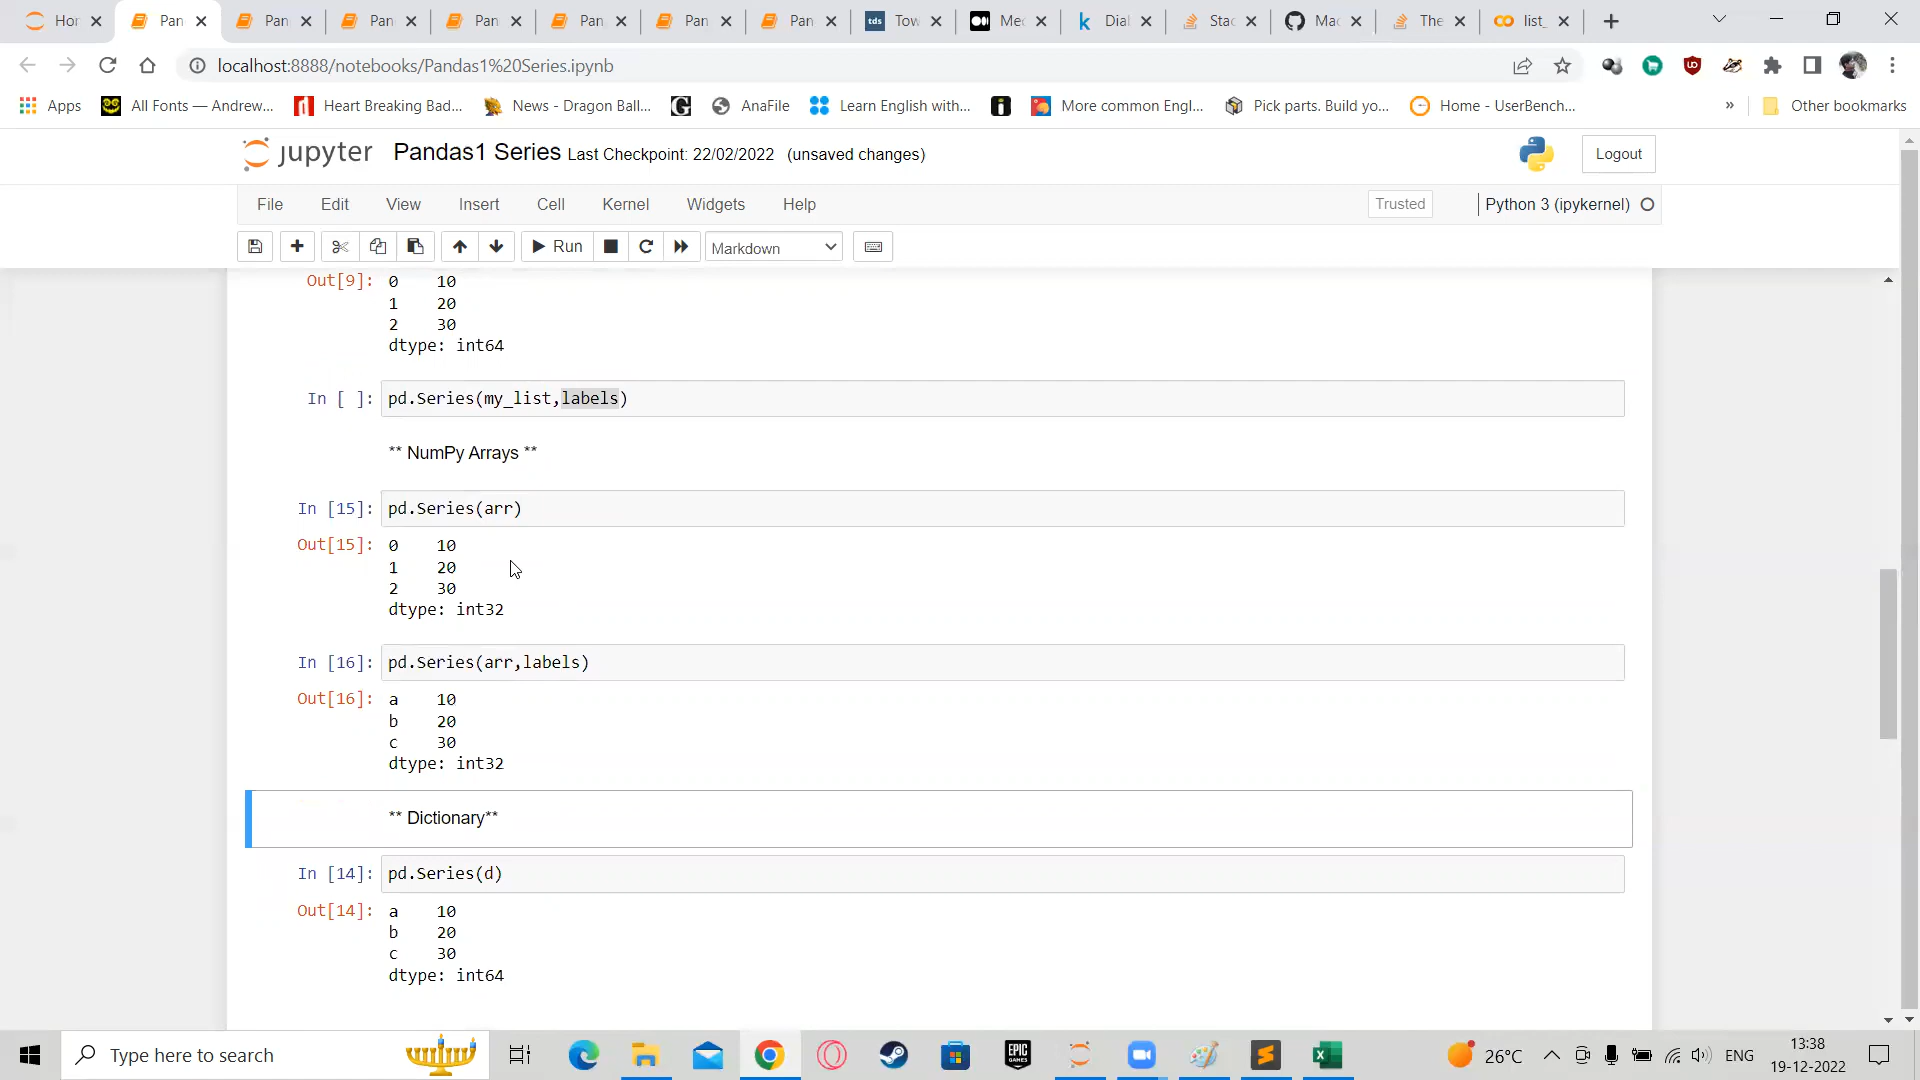 Hor
Pan
Pan
Pan
Pan
Pan
Pan
Pan
tds
Tow
Med
k
Dial
Stac
Mac
The
list_
localhost:8888/notebooks/Pandas1%20Series.ipynb
Apps
All Fonts — Andrew...
Heart Breaking Bad...
News - Dragon Ball...
G
AnaFile
Learn English with...
More common Engl...
Pick parts. Build yo...
Home - UserBench...
»
Other bookmarks
jupyter
Pandas1 Series Last Checkpoint: 22/02/2022 (unsaved changes)
Logout
File Edit View Insert Cell Kernel Widgets Help
Trusted
Python 3 (ipykernel)
Run
Markdown
Out[9]: 0 10
1 20
2 30
dtype: int64
In [ ]: pd.Series(my_list,labels)
** NumPy Arrays **
In [15]: pd.Series(arr)
Out[15]: 0 10
1 20
2 30
dtype: int32
In [16]: pd.Series(arr,labels)
Out[16]: a 10
b 20
c 30
dtype: int32
** Dictionary**
In [14]: pd.Series(d)
Out[14]: a 10
b 20
c 30
dtype: int64
Type here to search
EPIC GAMES
26°C
ENG
13:38
19-12-2022